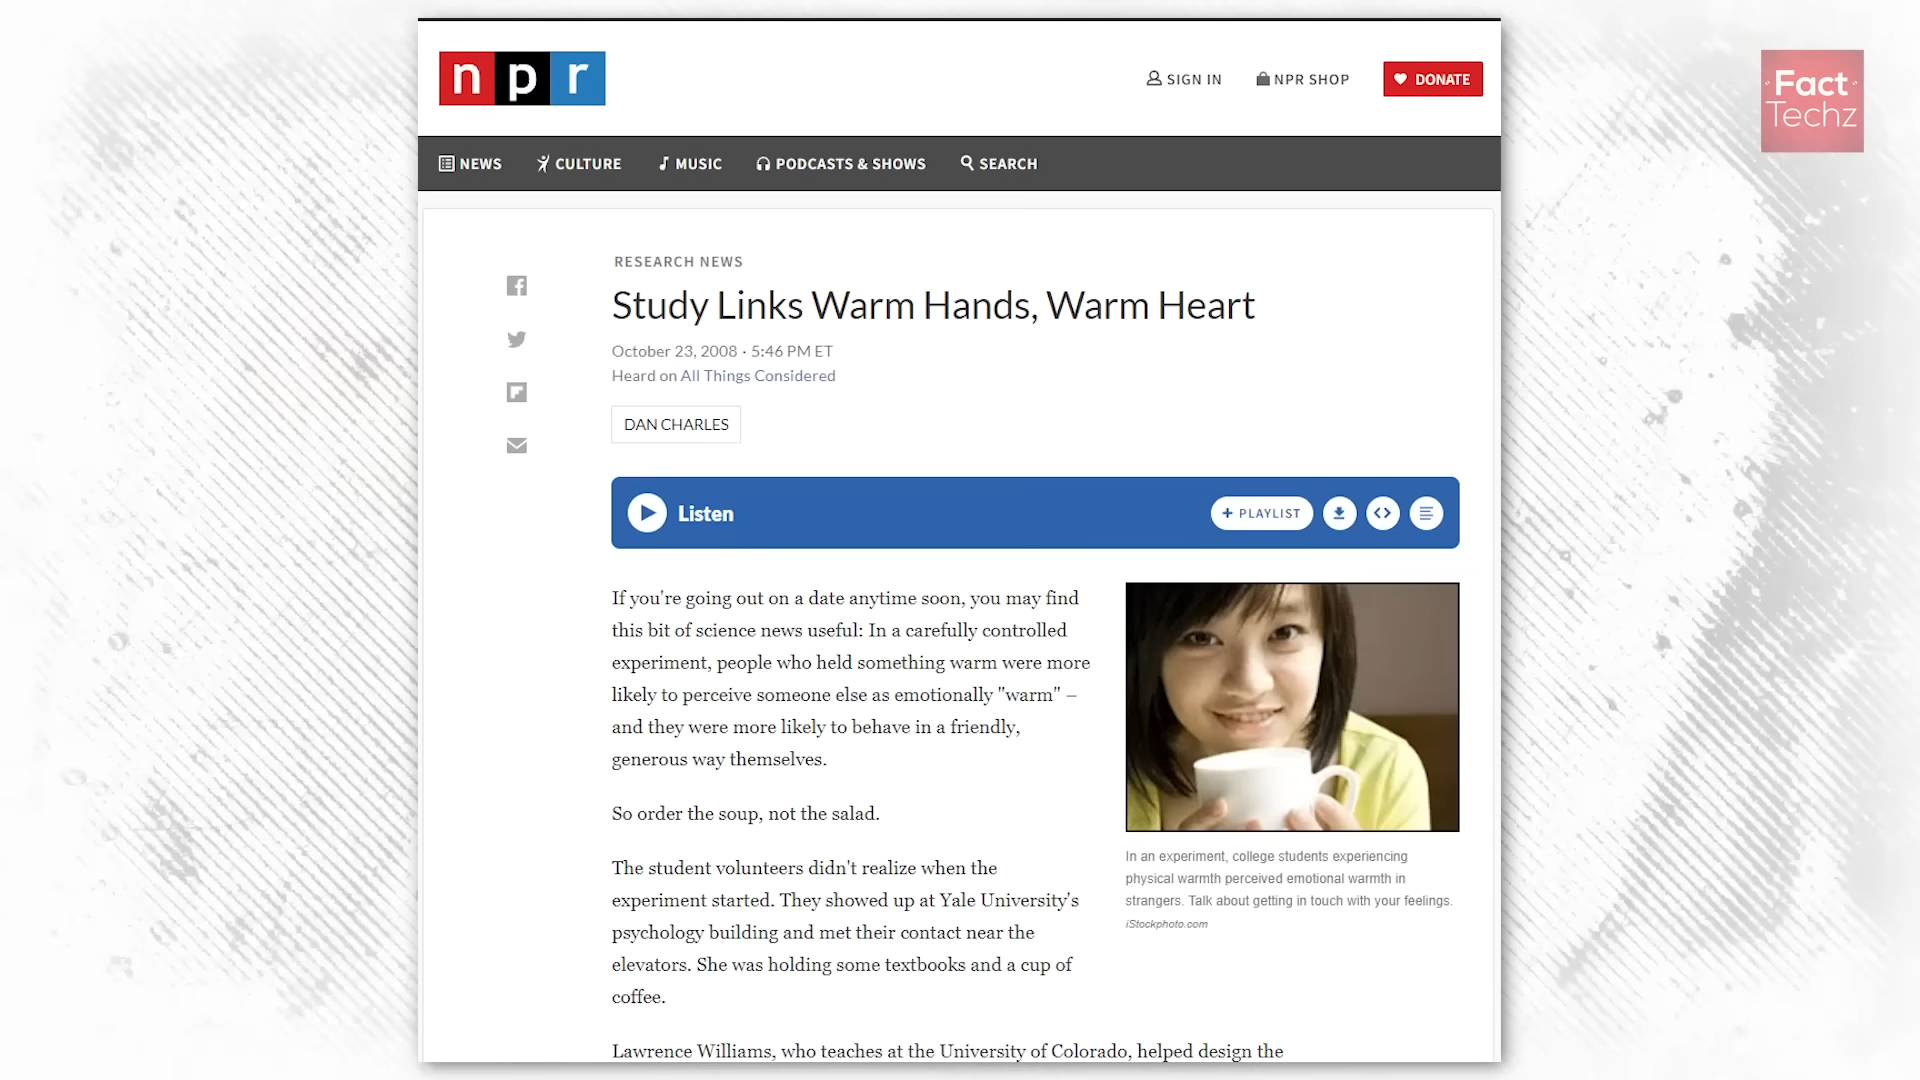 npr
SIGN IN
NPR SHOP
DONATE
Fact
Techz
NEWS
CULTURE
MUSIC
PODCASTS & SHOWS
SEARCH
RESEARCH NEWS
Study Links Warm Hands, Warm Heart
October 23, 2008 · 5:46 PM ET
Heard on All Things Considered
DAN CHARLES
Listen
+ PLAYLIST
If you're going out on a date anytime soon, you may find
this bit of science news useful: In a carefully controlled
experiment, people who held something warm were more
likely to perceive someone else as emotionally "warm" –
and they were more likely to behave in a friendly,
generous way themselves.
So order the soup, not the salad.
The student volunteers didn't realize when the
experiment started. They showed up at Yale University's
psychology building and met their contact near the
elevators. She was holding some textbooks and a cup of
coffee.
In an experiment, college students experiencing
physical warmth perceived emotional warmth in
strangers. Talk about getting in touch with your feelings.
iStockphoto.com
Lawrence Williams, who teaches at the University of Colorado, helped design the